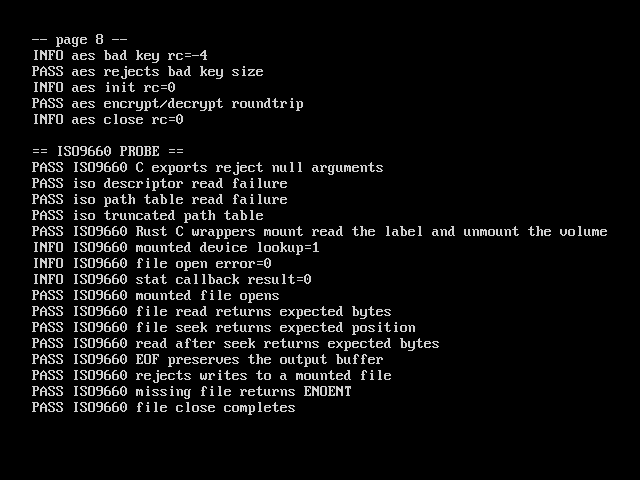 -- page 8 --
INFO aes bad key rc=-4
PASS aes rejects bad key size
INFO aes init rc=0
PASS aes encrypt/decrypt roundtrip
INFO aes close rc=0
== ISO9660 PROBE ==
PASS ISO9660 C exports reject null arguments
PASS iso descriptor read failure
PASS iso path table read failure
PASS iso truncated path table
PASS ISO9660 Rust C wrappers mount read the label and unmount the volume
INFO ISO9660 mounted device lookup=1
INFO ISO9660 file open error=0
INFO ISO9660 stat callback result=0
PASS ISO9660 mounted file opens
PASS ISO9660 file read returns expected bytes
PASS ISO9660 file seek returns expected position
PASS ISO9660 read after seek returns expected bytes
PASS ISO9660 EOF preserves the output buffer
PASS ISO9660 rejects writes to a mounted file
PASS ISO9660 missing file returns ENOENT
PASS ISO9660 file close completes